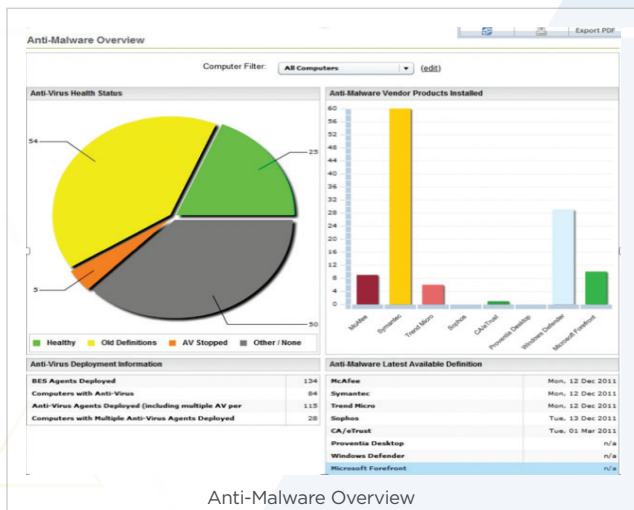 Export PDF
Anti-Malware Overview
Computer Filter: All Computers (edit)
Anti-Virus Health Status
54
25
5
50
Healthy Old Definitions AV Stopped Other / None
Anti-Malware Vendor Products Installed
60
56
52
48
44
40
36
32
28
24
20
16
12
8
4
0
McAfee
Symantec
Trend Micro
Sophos
CA/eTrust
Proventia Desktop
Windows Defender
Microsoft Forefront
Anti-Virus Deployment Information
BES Agents Deployed 134
Computers with Anti-Virus 84
Anti-Virus Agents Deployed (including multiple AV per 115
Computers with Multiple Anti-Virus Agents Deployed 28
Anti-Malware Latest Available Definition
McAfee Mon, 12 Dec 2011
Symantec Mon, 12 Dec 2011
Trend Micro Mon, 12 Dec 2011
Sophos Tue, 13 Dec 2011
CA/eTrust Tue, 01 Mar 2011
Proventia Desktop n/a
Windows Defender n/a
Microsoft Forefront n/a
Anti-Malware Overview